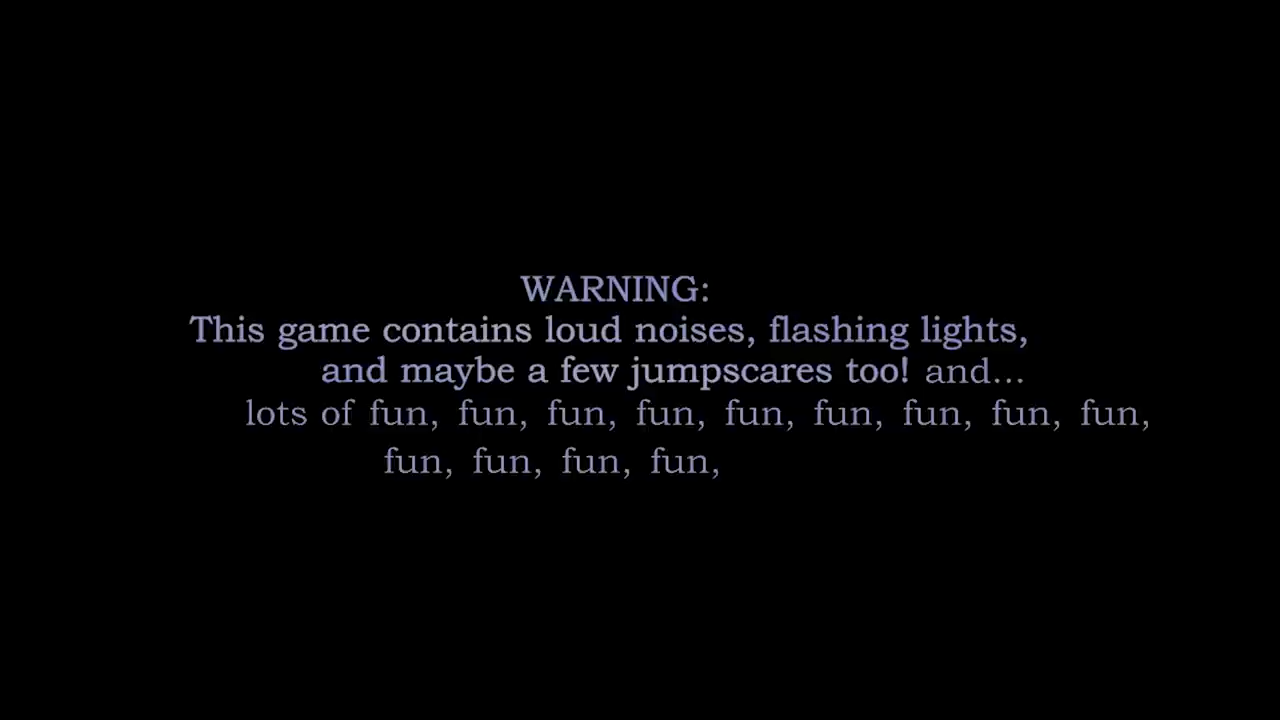 WARNING:
This game contains loud noises, flashing lights,
and maybe a few jumpscares too! and...
lots of fun, fun, fun, fun, fun, fun, fun, fun, fun,
fun, fun, fun, fun,